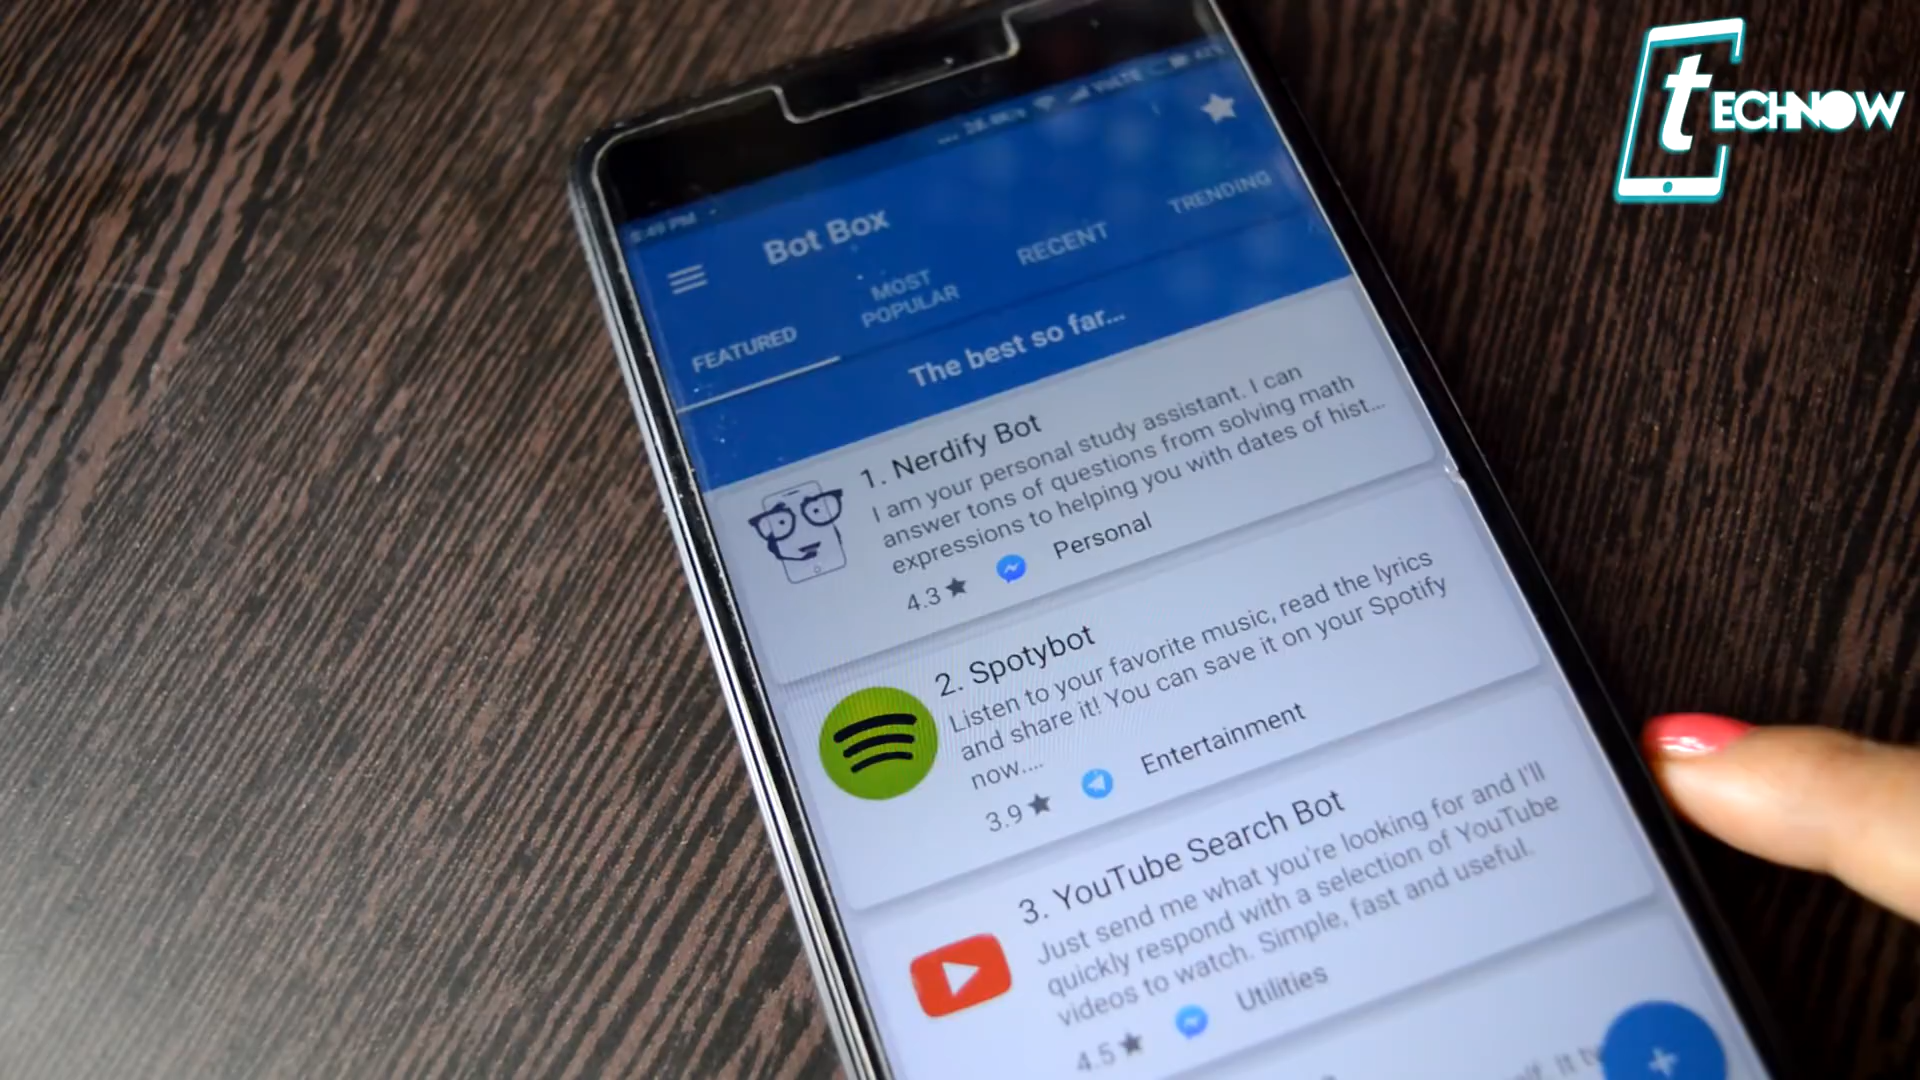 tECHNOW
:49 PM
VoLTE
Bot Box
FEATURED
MOST
POPULAR
RECENT
TRENDING
The best so far...
1. Nerdify Bot
I am your personal study assistant. I can
answer tons of questions from solving math
expressions to helping you with dates of hist...
4.3★ Personal
2. Spotybot
Listen to your favorite music, read the lyrics
and share it! You can save it on your Spotify
now....
3.9★ Entertainment
3. YouTube Search Bot
Just send me what you're looking for and I'll
quickly respond with a selection of YouTube
videos to watch. Simple, fast and useful.
4.5★ Utilities
+